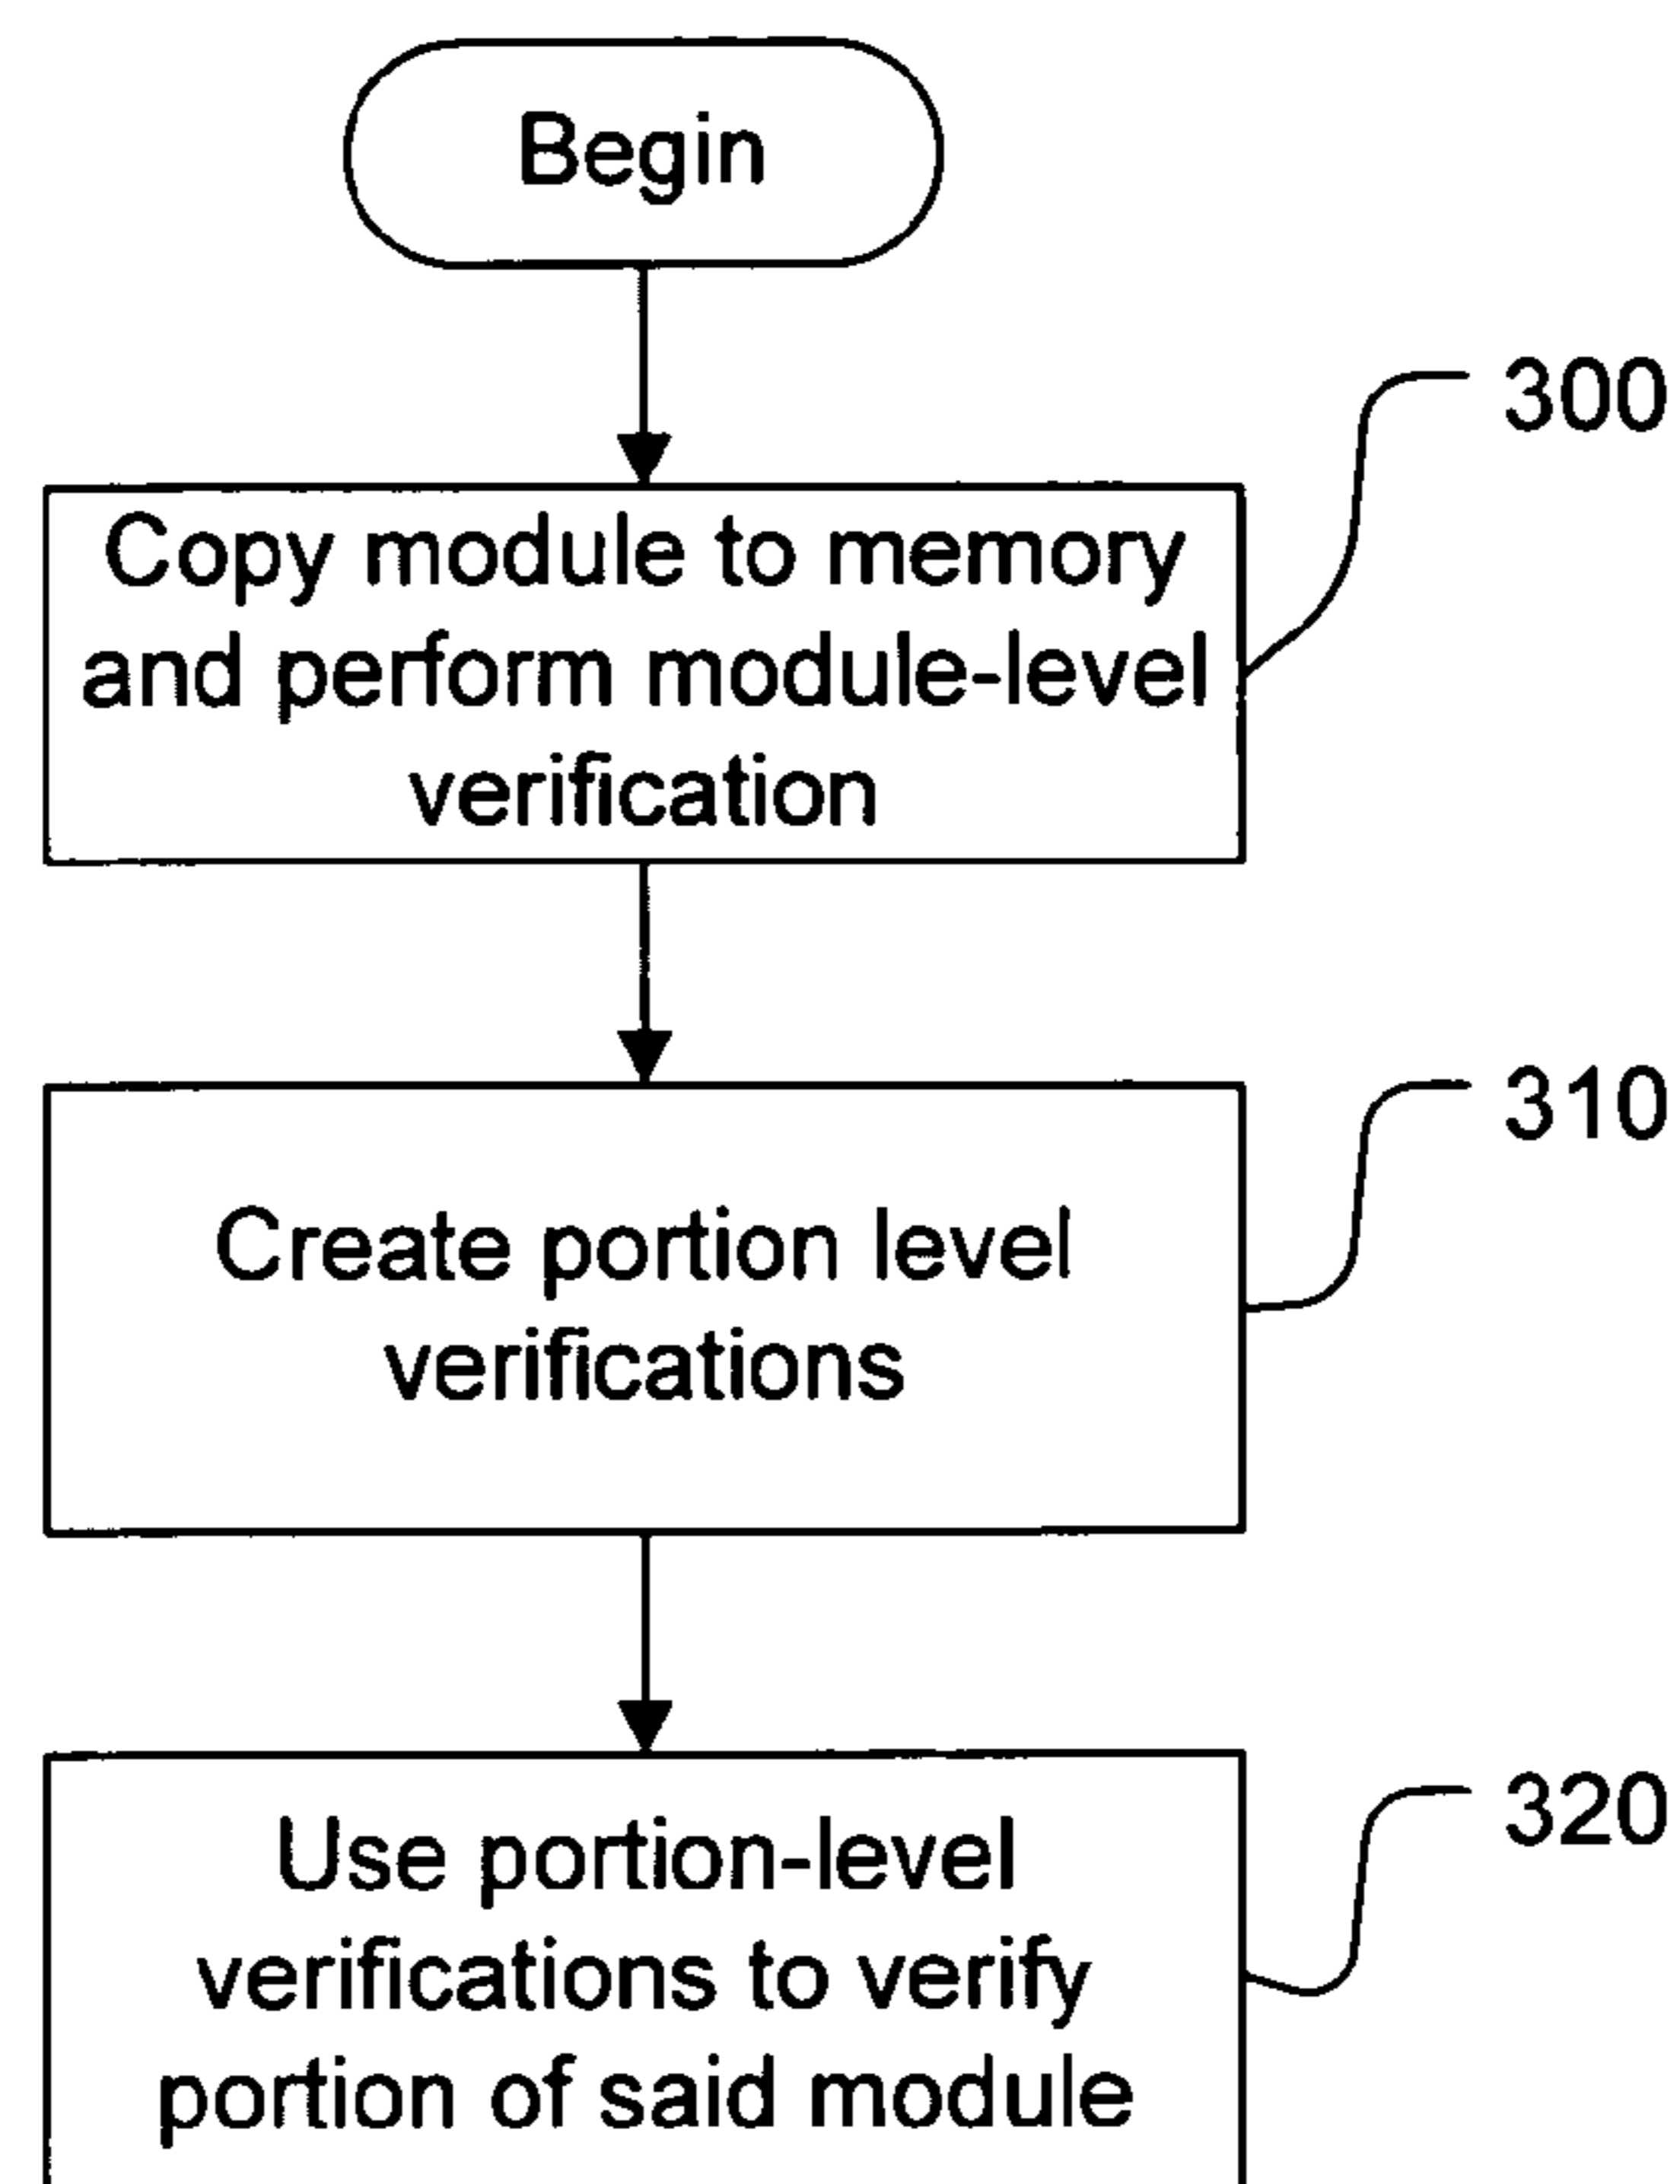 Begin
300
Copy module to memory
and perform module-level
verification
310
Create portion level
verifications
320
Use portion-level
verifications to verify
portion of said module